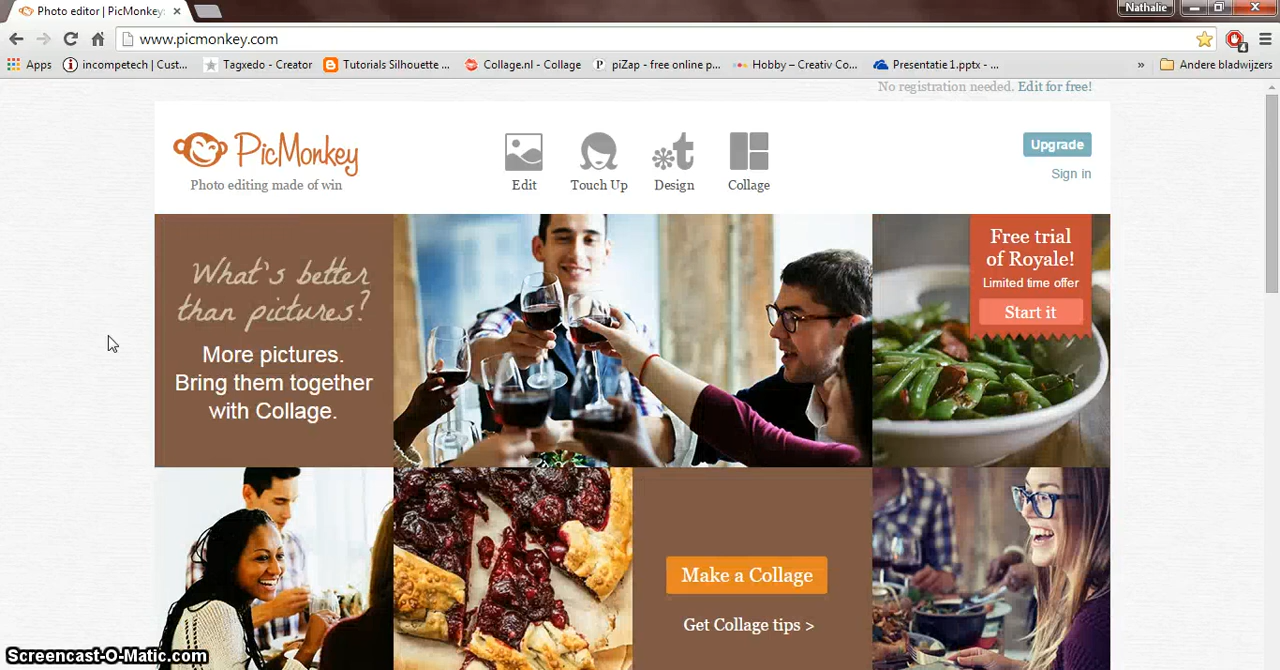 Photo editor | PicMonkey:
Nathalie
www.picmonkey.com
4
Apps
incompetech | Cust...
Tagxedo - Creator
Tutorials Silhouette ...
Collage.nl - Collage
P
piZap - free online p...
Hobby – Creativ Co...
Presentatie 1.pptx - ...
»
Andere bladwijzers
No registration needed. Edit for free!
PicMonkey
Photo editing made of win
Edit
Touch Up
t
Design
Collage
Upgrade
Sign in
What's better
than pictures?
More pictures.
Bring them together
with Collage.
Free trial
of Royale!
Limited time offer
Start it
Make a Collage
Get Collage tips >
Screencast-O-Matic.com